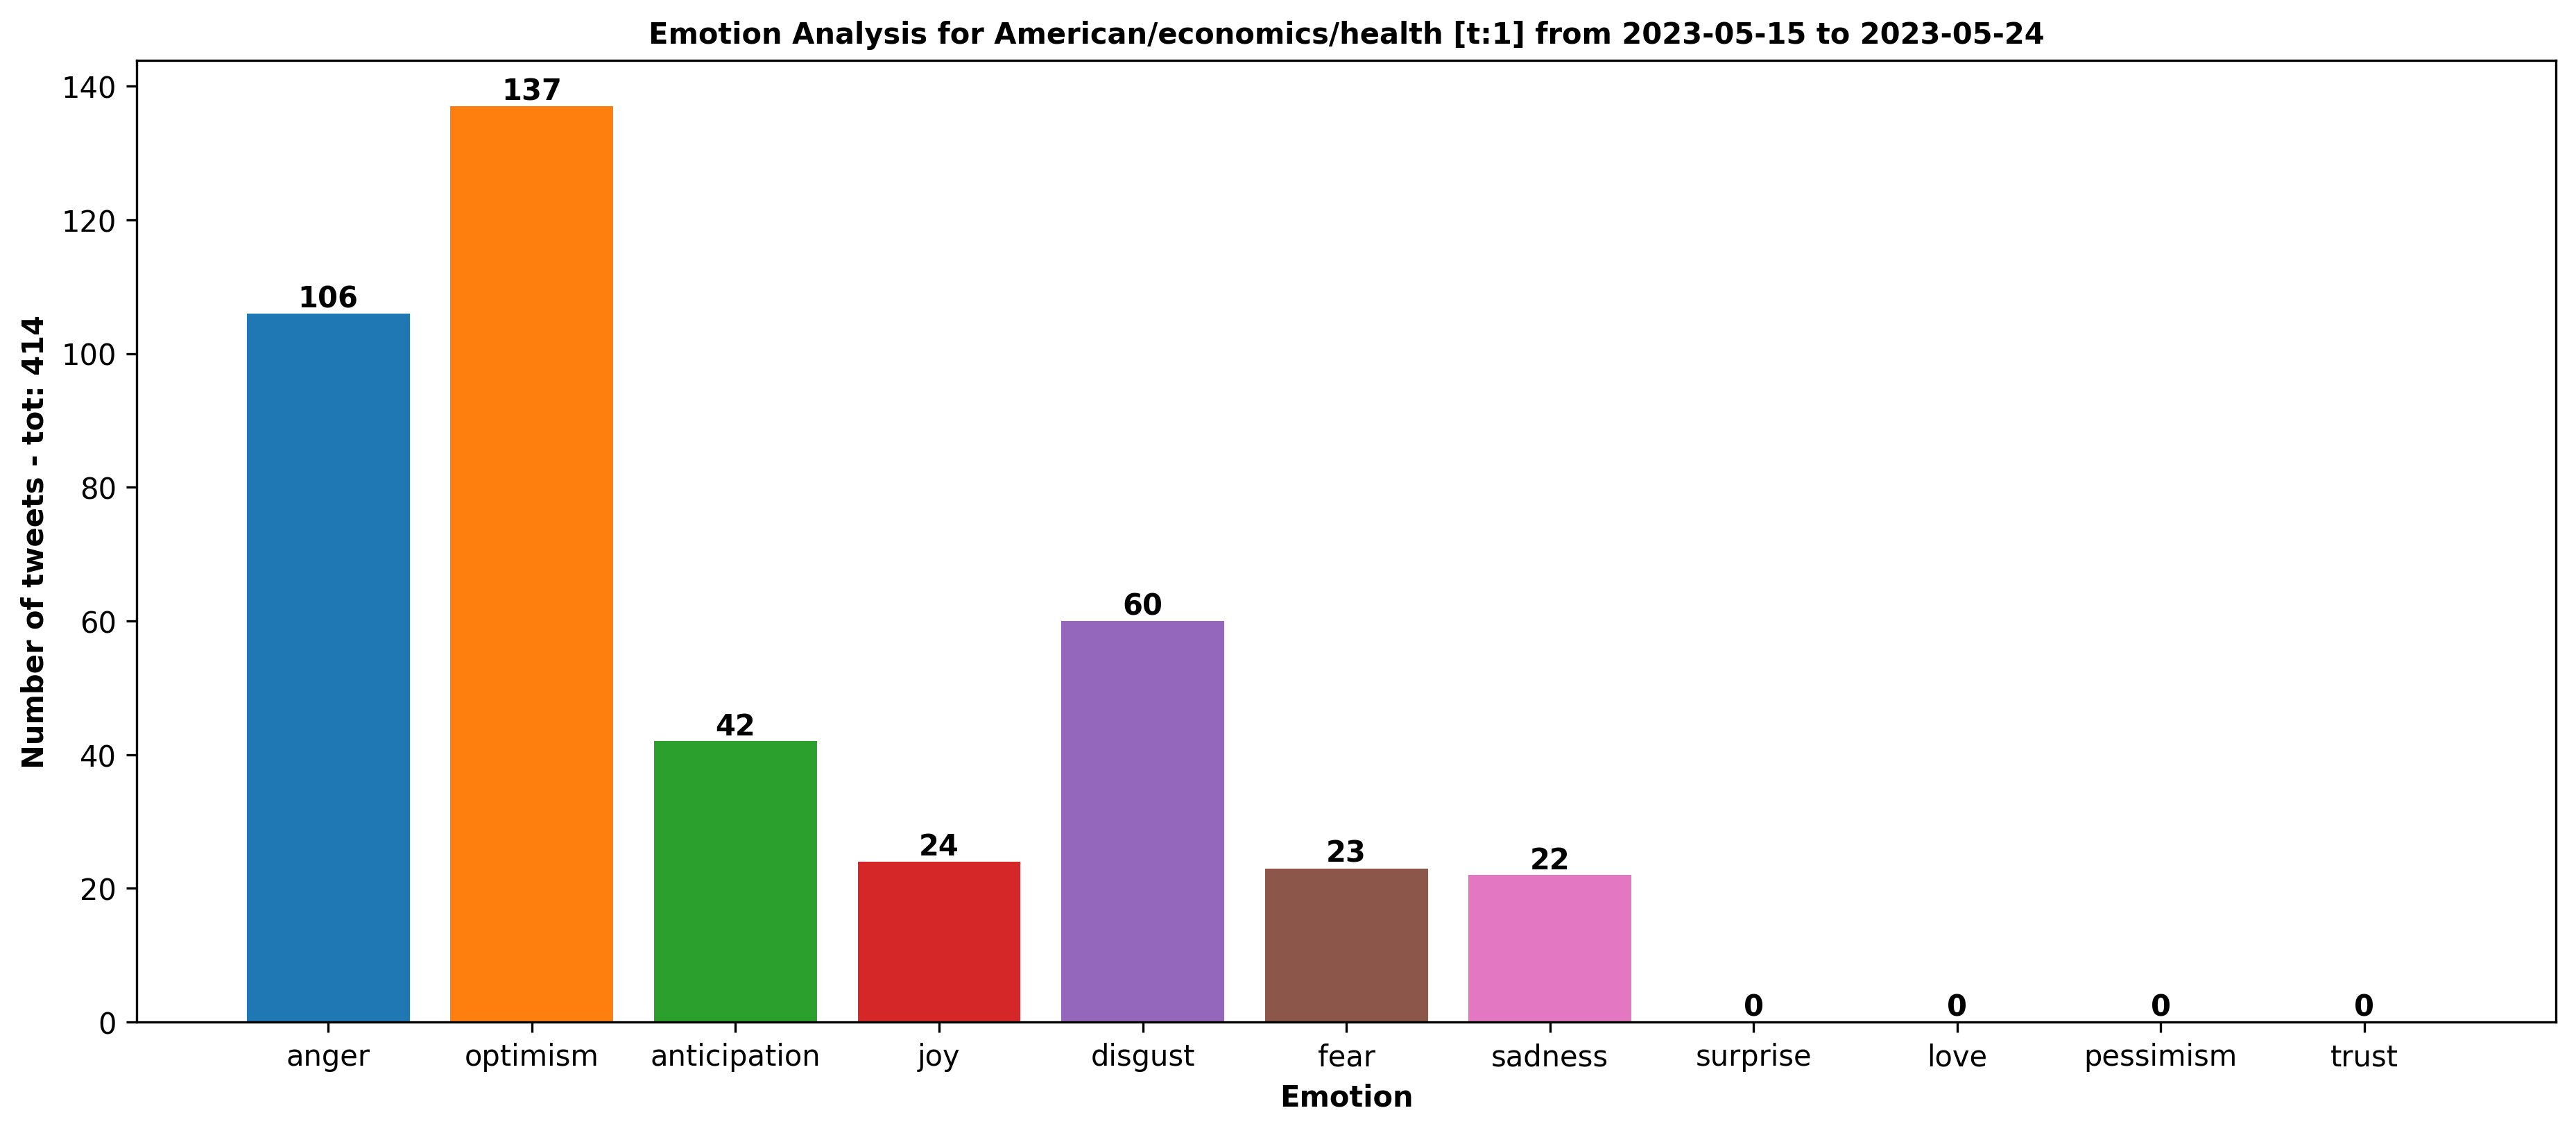 Emotion Analysis for American/economics/health [t:1] from 2023-05-15 to 2023-05-24
Number of tweets - tot: 414
140
120
100
80
60
40
20
0
106
137
42
24
60
23
22
0
0
0
0
anger
optimism
anticipation
joy
disgust
fear
sadness
surprise
love
pessimism
trust
Emotion